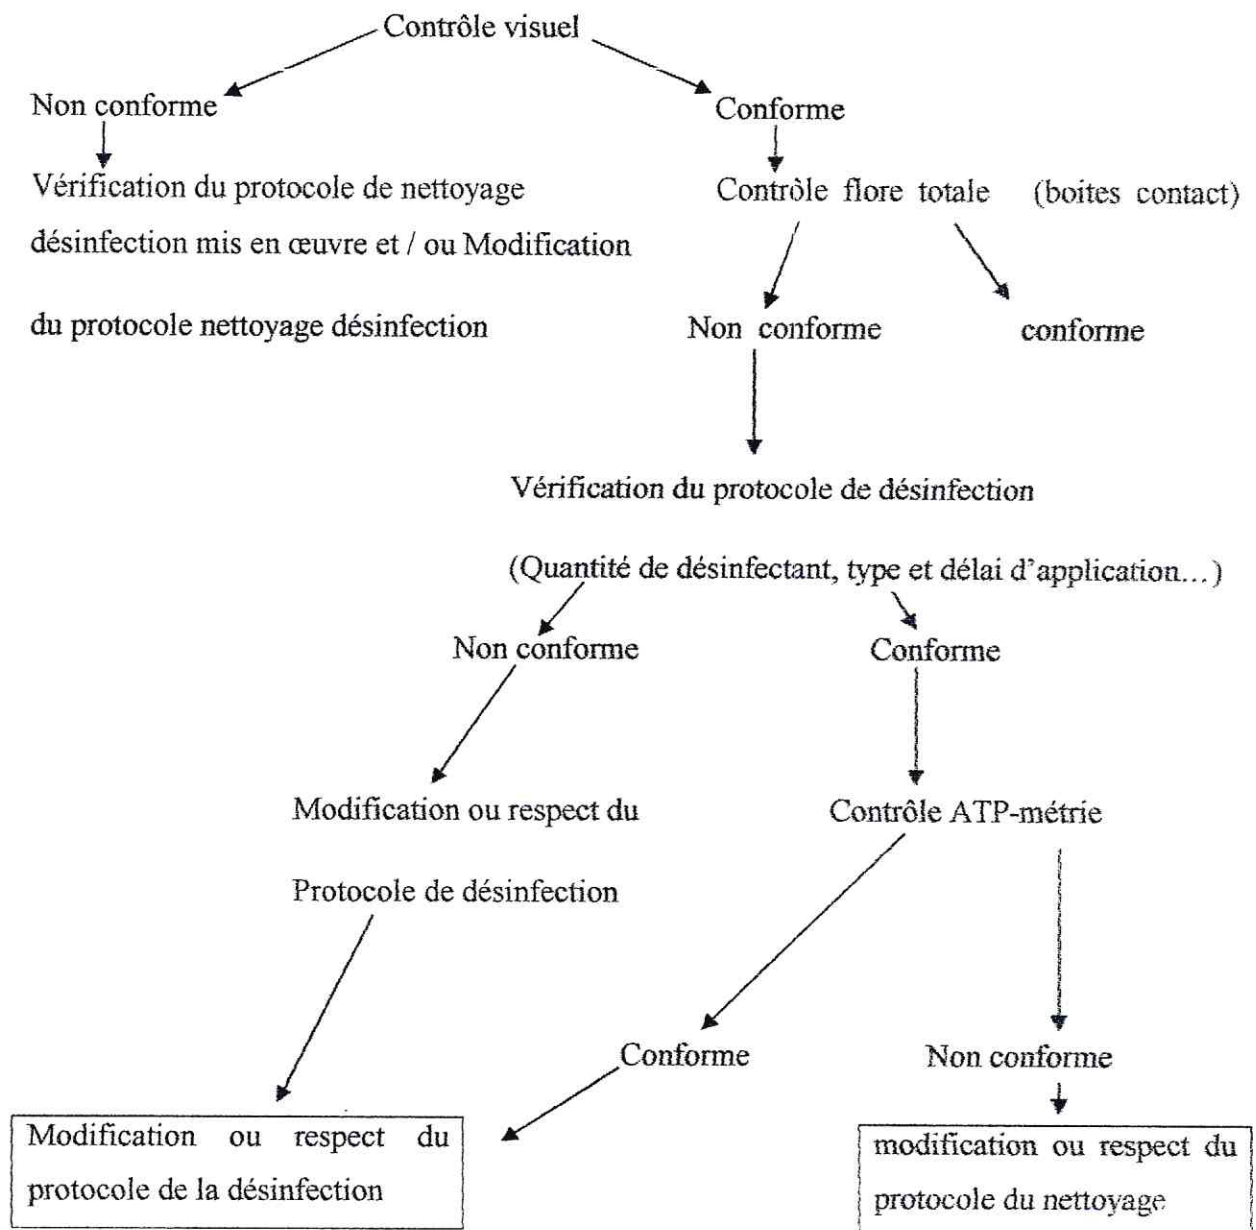 Contrôle visuel
Non conforme
Conforme
Vérification du protocole de nettoyage
désinfection mis en œuvre et / ou Modification
du protocole nettoyage désinfection
Contrôle flore totale (boites contact)
Non conforme
conforme
Vérification du protocole de désinfection
(Quantité de désinfectant, type et délai d'application…)
Non conforme
Conforme
Modification ou respect du
Protocole de désinfection
Contrôle ATP-métrie
Conforme
Non conforme
Modification ou respect du
protocole de la désinfection
modification ou respect du
protocole du nettoyage